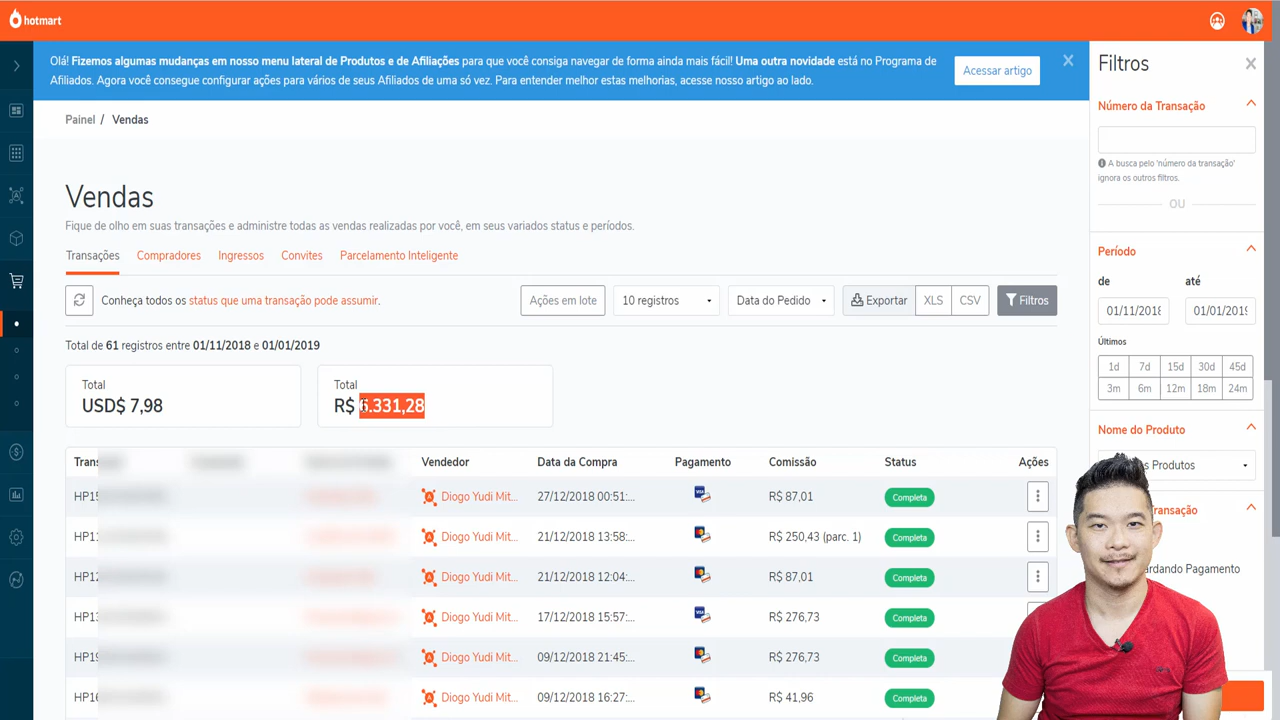 hotmart
Olá! Fizemos algumas mudanças em nosso menu lateral de Produtos e de Afiliações para que você consiga navegar de forma ainda mais fácil! Uma outra novidade está no Programa de
Afiliados. Agora você consegue configurar ações para vários de seus Afiliados de uma só vez. Para entender melhor estas melhorias, acesse nosso artigo ao lado.
Acessar artigo
Painel / Vendas
Vendas
Fique de olho em suas transações e administre todas as vendas realizadas por você, em seus variados status e períodos.
Transações Compradores Ingressos Convites Parcelamento Inteligente
Conheça todos os status que uma transação pode assumir.
Ações em lote 10 registros Data do Pedido Exportar XLS CSV Filtros
Total de 61 registros entre 01/11/2018 e 01/01/2019
Total
USD$ 7,98
Total
R$ .331,28
Vendedor Data da Compra Pagamento Comissão Status Ações
Diogo Yudi Mit... 27/12/2018 00:51:... VISA R$ 87,01 Completa
Diogo Yudi Mit... 21/12/2018 13:58:... R$ 250,43 (parc. 1) Completa
Diogo Yudi Mit... 21/12/2018 12:04:... R$ 87,01 Completa
Diogo Yudi Mit... 17/12/2018 15:57:... VISA R$ 276,73 Completa
Diogo Yudi Mit... 09/12/2018 21:45:... R$ 276,73 Completa
Diogo Yudi Mit... 09/12/2018 16:27:... R$ 41,96 Completa
Filtros
Número da Transação
A busca pelo 'número da transação'
ignora os outros filtros.
OU
Período
de até
01/11/201 01/01/2019
Últimos
1d 7d 15d 30d 45d
3m 6m 12m 18m 24m
Nome do Produto
Produtos
ansação
ardando Pagamento